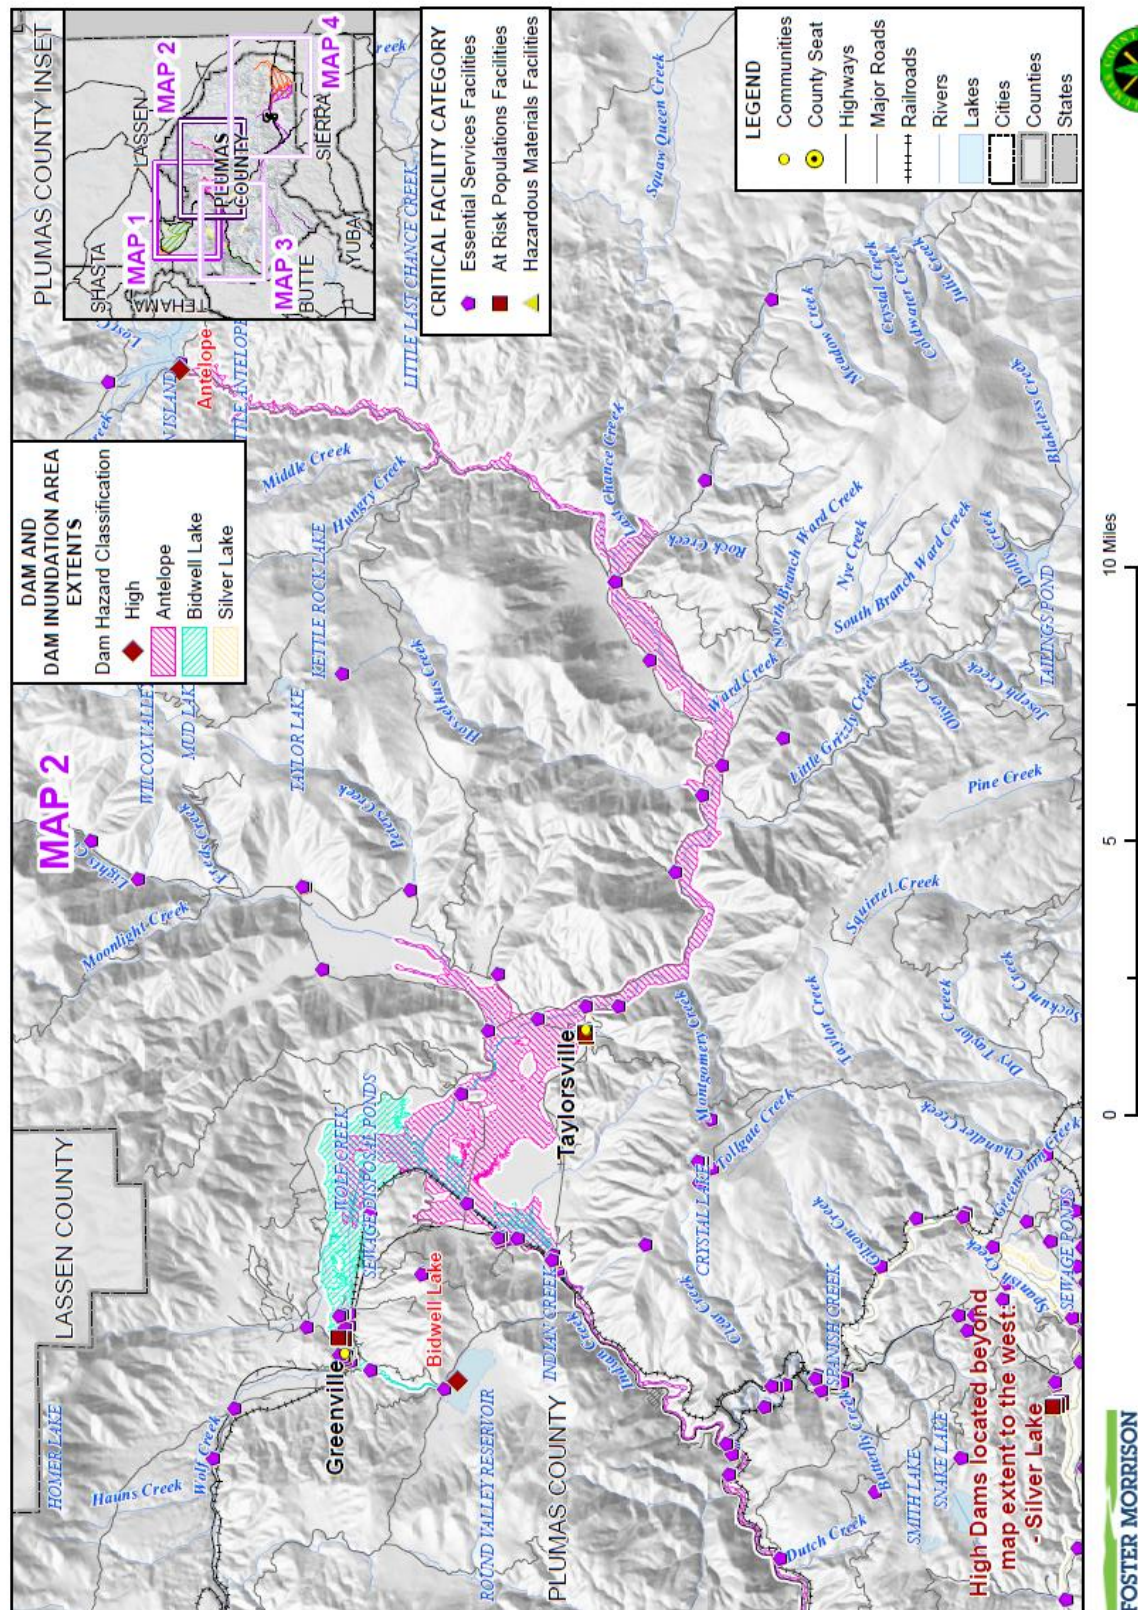 MAP 2
DAM AND
DAM INUNDATION AREA
EXTENTS
Dam Hazard Classification
High
Antelope
Bidwell Lake
Silver Lake
PLUMAS COUNTY INSET
SHASTA
LASSEN
TEHAMA
MAP 1
MAP 2
PLUMAS
COUNTY
MAP 3
MAP 4
BUTTE
YUBA
SIERRA
CRITICAL FACILITY CATEGORY
Essential Services Facilities
At Risk Populations Facilities
Hazardous Materials Facilities
LEGEND
Communities
County Seat
Highways
Major Roads
Railroads
Rivers
Lakes
Cities
Counties
States
LASSEN COUNTY
HOMER LAKE
Hauns Creek
Wolf Creek
Greenville
WOLF CREEK
SEWAGE DISPOSAL PONDS
Bidwell Lake
ROUND VALLEY RESERVOIR
PLUMAS COUNTY
INDIAN CREEK
Indian Creek
Moonlight Creek
Freeds Creek
WILCOX VALLEY
TAYLOR LAKE
Peters Creek
KETTLE ROCK LAKE
Hosselkus Creek
Middle Creek
Hungry Creek
Antelope
LITTLE LAST CHANCE CREEK
Squaw Queen Creek
Last Chance Creek
Rock Creek
Taylorsville
Montgomery Creek
Tollgate Creek
CRYSTAL LAKE
Clear Creek
SPANISH CREEK
Gilson Creek
Butterfly Creek
Dutch Creek
SMITH LAKE
SNAKE LAKE
Taylor Creek
Dry Taylor Creek
Chandler Creek
Greenhorn Creek
Spanish Creek
SEWAGE PONDS
Sockum Creek
Squirrel Creek
Pine Creek
Ward Creek
North Branch Ward Creek
Nye Creek
South Branch Ward Creek
Little Grizzly Creek
Oliver Creek
Joseph Creek
Dolly Creek
TAILINGS POND
Blakeless Creek
Meadow Creek
Crystal Creek
Coldwater Creek
Julie Creek
High Dams located beyond
map extent to the west:
- Silver Lake
0
5
10 Miles
FOSTER MORRISON